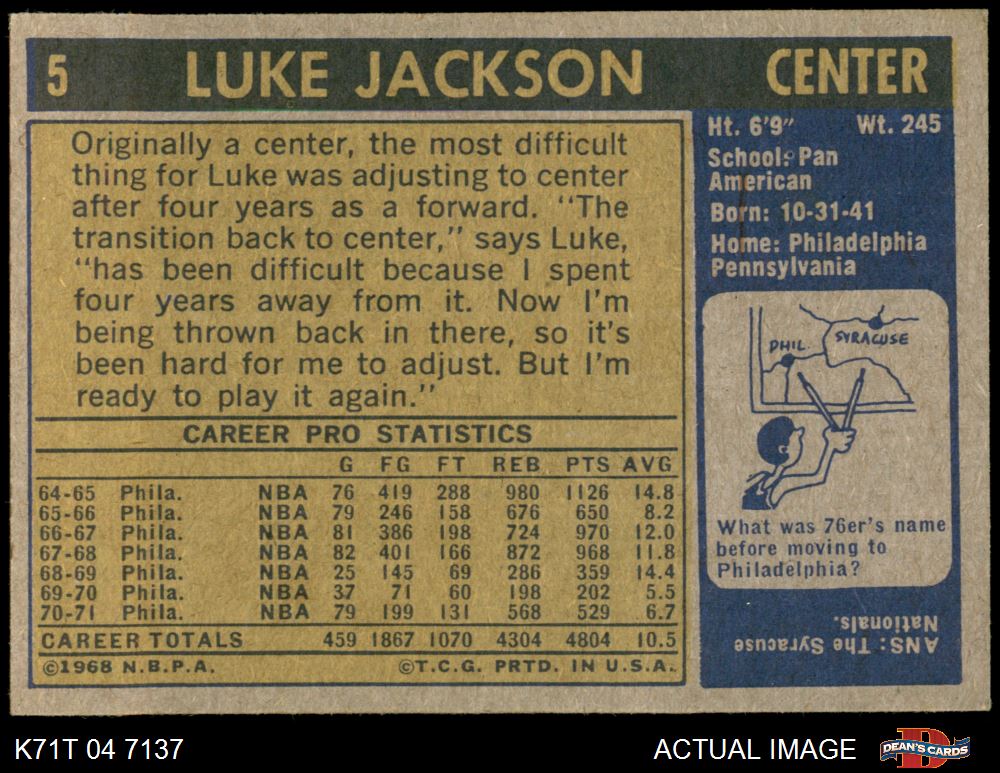 5 LUKE JACKSON CENTER
Originally a center, the most difficult
thing for Luke was adjusting to center
after four years as a forward. "The
transition back to center," says Luke,
"has been difficult because I spent
four years away from it. Now I'm
being thrown back in there, so it's
been hard for me to adjust. But I'm
ready to play it again."
CAREER PRO STATISTICS
G FG FT REB PTS AVG
64-65 Phila. NBA 76 419 288 980 1126 14.8
65-66 Phila. NBA 79 246 158 676 650 8.2
66-67 Phila. NBA 81 386 198 724 970 12.0
67-68 Phila. NBA 82 401 166 872 968 11.8
68-69 Phila. NBA 25 145 69 286 359 14.4
69-70 Phila. NBA 37 71 60 198 202 5.5
70-71 Phila. NBA 79 199 131 568 529 6.7
CAREER TOTALS 459 1867 1070 4304 4804 10.5
©1968 N.B.P.A. ©T.C.G. PRTD. IN U.S.A.
Ht. 6'9" Wt. 245
School: Pan
American
Born: 10-31-41
Home: Philadelphia
Pennsylvania
PHIL. SYRACUSE
What was 76er's name
before moving to
Philadelphia?
ANS: The Syracuse
Nationals.
K71T 04 7137 ACTUAL IMAGE DEAN'S CARDS